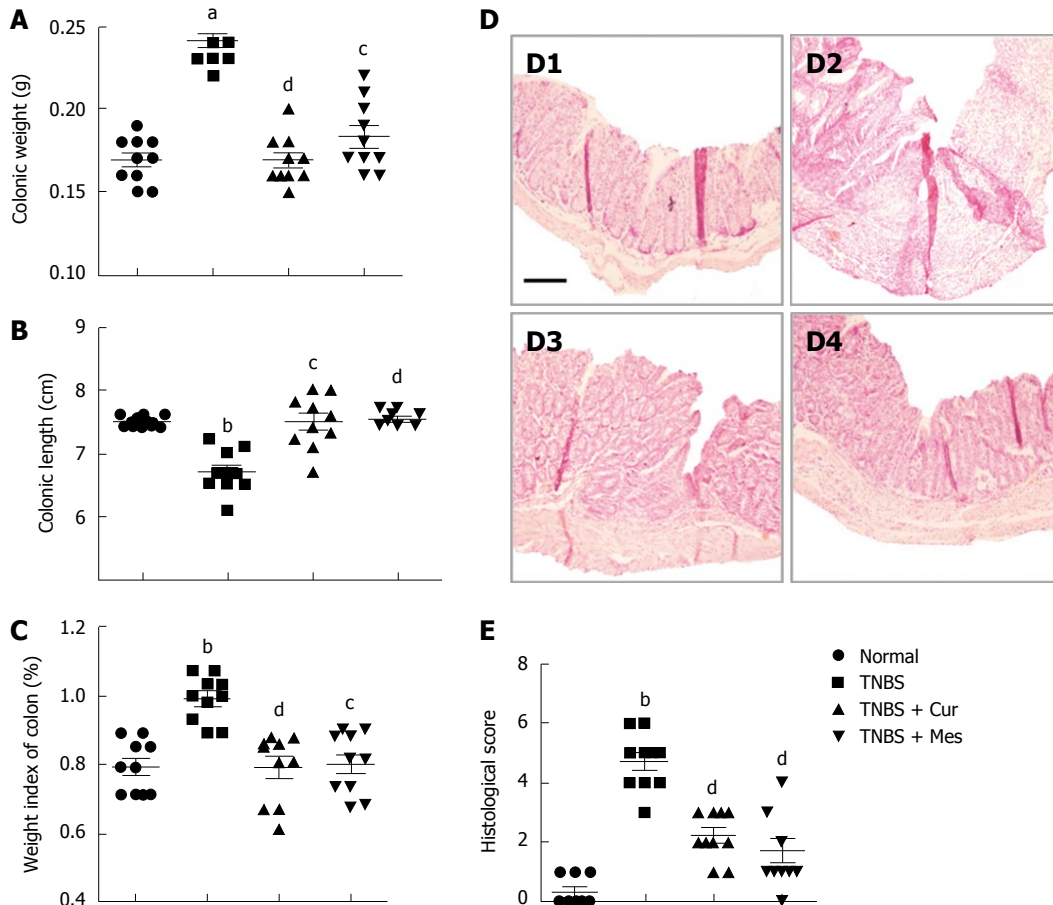 A
Colonic weight (g)
0.25
0.20
0.15
0.10
a
d
c
B
Colonic length (cm)
9
8
7
6
b
c
d
C
Weight index of colon (%)
1.2
1.0
0.8
0.6
0.4
b
d
c
D
D1
D2
D3
D4
E
Histological score
8
6
4
2
0
b
d
d
Normal
TNBS
TNBS + Cur
TNBS + Mes